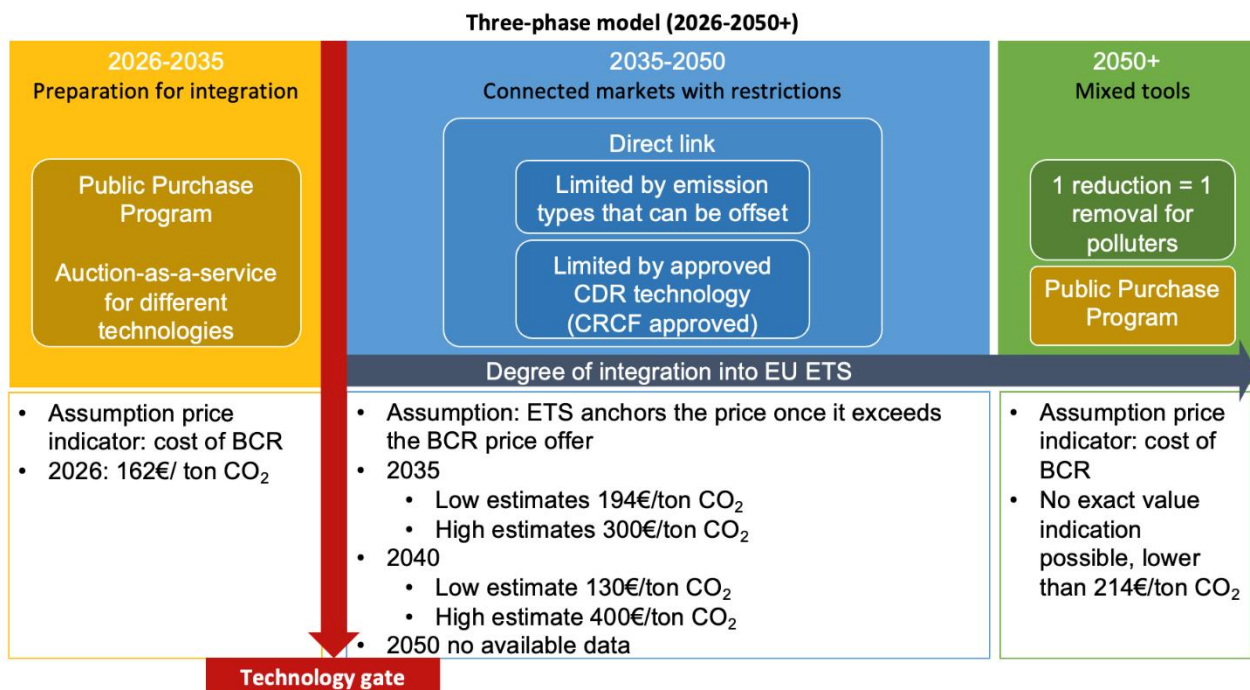 Three-phase model (2026-2050+)
2026-2035
Preparation for integration
Public Purchase
Program
Auction-as-a-service
for different
technologies
2035-2050
Connected markets with restrictions
Direct link
Limited by emission
types that can be offset
Limited by approved
CDR technology
(CRCF approved)
2050+
Mixed tools
1 reduction = 1
removal for
polluters
Public Purchase
Program
Degree of integration into EU ETS
• Assumption price
indicator: cost of BCR
• 2026: 162€/ ton CO₂
• Assumption: ETS anchors the price once it exceeds
the BCR price offer
• 2035
• Low estimates 194€/ton CO₂
• High estimates 300€/ton CO₂
• 2040
• Low estimate 130€/ton CO₂
• High estimate 400€/ton CO₂
• 2050 no available data
• Assumption price
indicator: cost of
BCR
• No exact value
indication
possible, lower
than 214€/ton CO₂
Technology gate